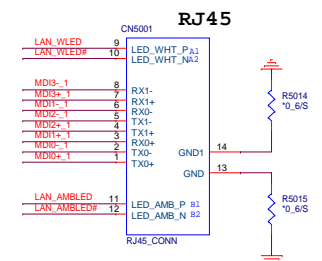 RJ45
CN5001
LAN_WLED 9 LED_WHT_P A1
LAN_WLED# 10 LED_WHT_N A2
MDI3-_1 8 RX1-
MDI3+_1 7 RX1+
MDI1-_1 6 RX0-
MDI2-_1 5 TX1-
MDI2+_1 4 TX1+
MDI1+_1 3 RX0+
MDI0-_1 2 TX0-
MDI0+_1 1 TX0+
GND1 14
GND 13
R5014
*0_6/S
R5015
*0_6/S
LAN_AMBLED 11 LED_AMB_P B1
LAN_AMBLED# 12 LED_AMB_N B2
RJ45_CONN